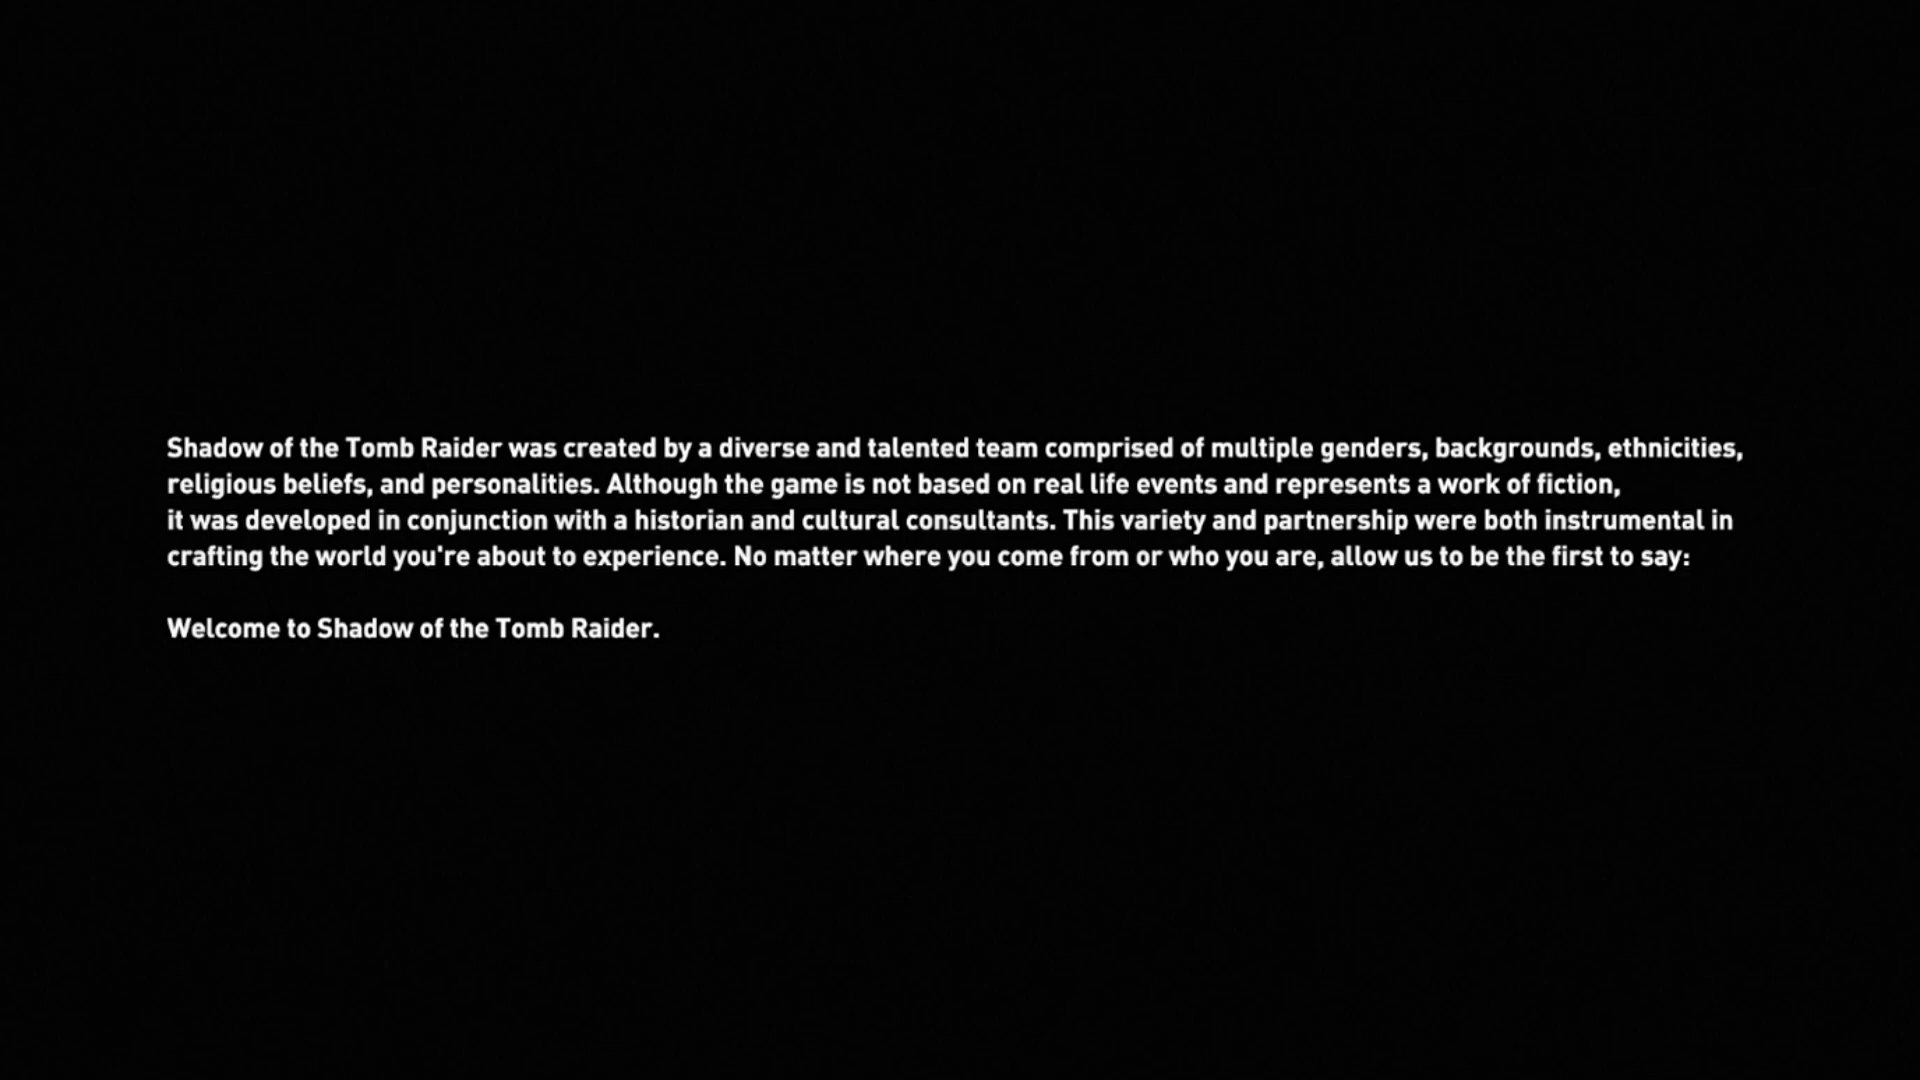 Shadow of the Tomb Raider was created by a diverse and talented team comprised of multiple genders, backgrounds, ethnicities,
religious beliefs, and personalities. Although the game is not based on real life events and represents a work of fiction,
it was developed in conjunction with a historian and cultural consultants. This variety and partnership were both instrumental in
crafting the world you're about to experience. No matter where you come from or who you are, allow us to be the first to say:
Welcome to Shadow of the Tomb Raider.